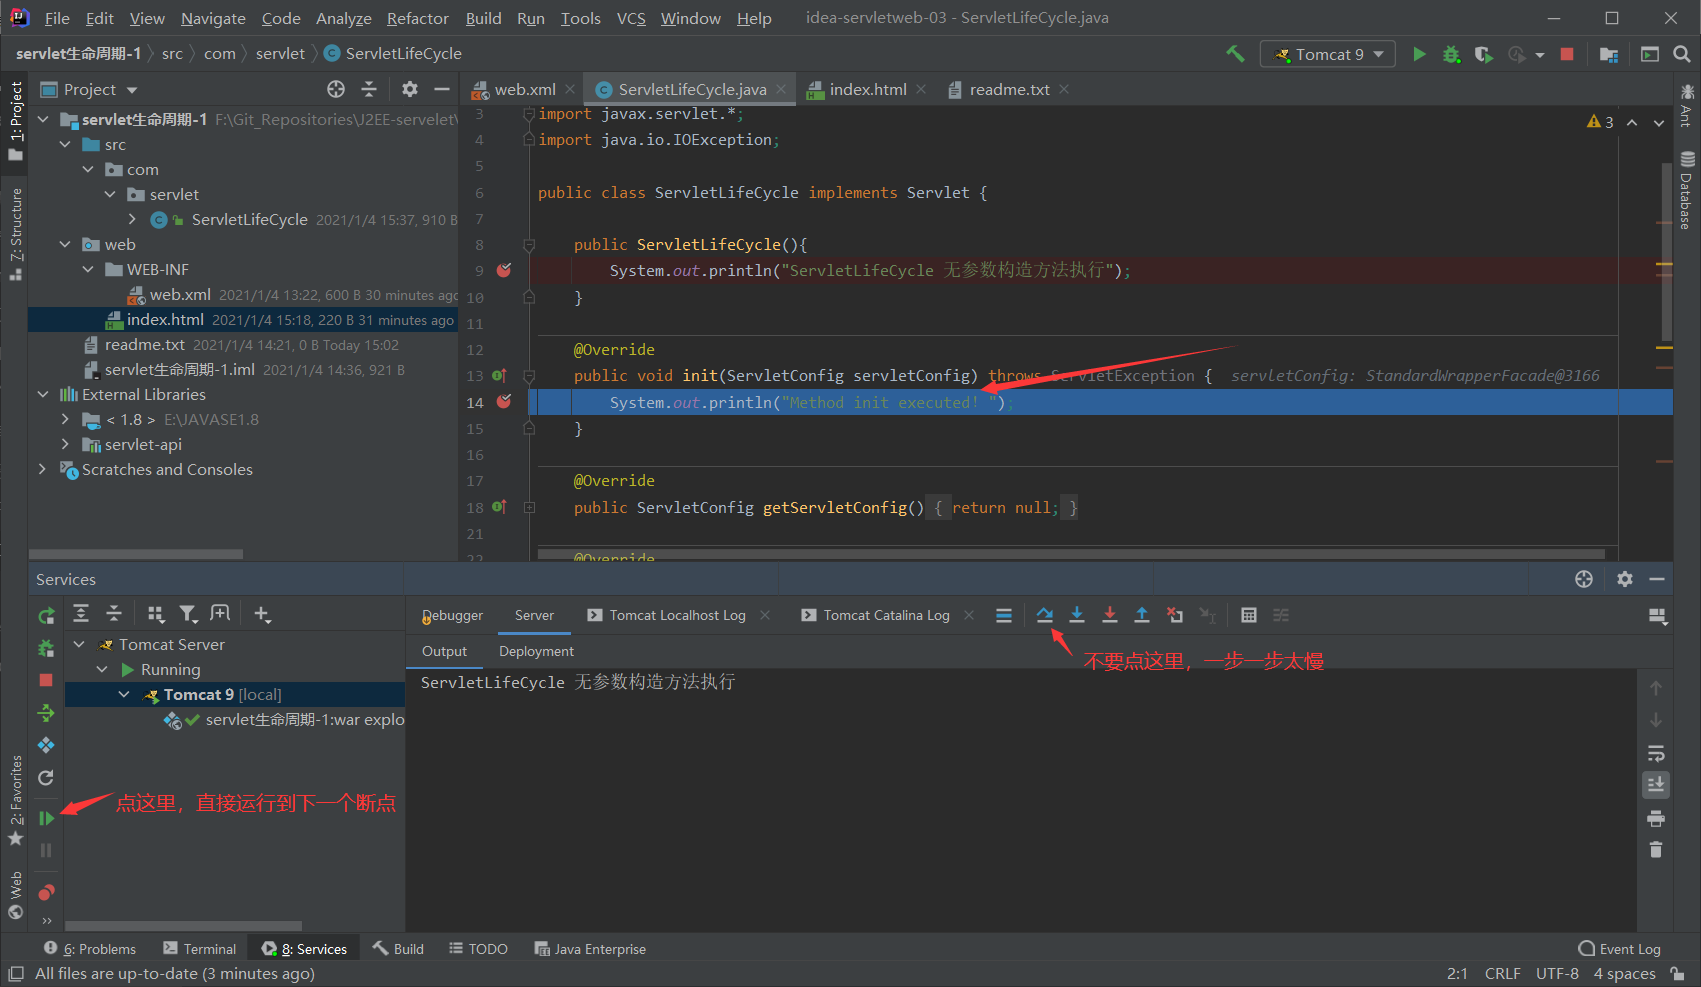 File Edit View Navigate Code Analyze Refactor Build Run Tools VCS Window Help idea-servletweb-03 - ServletLifeCycle.java
servlet生命周期-1 src com servlet ServletLifeCycle Tomcat 9
1: Project
7: Structure
2: Favorites
Web
Ant
Database
Project
servlet生命周期-1 F:\Git_Repositories\J2EE-servelet\
src
com
servlet
ServletLifeCycle 2021/1/4 15:37, 910 B
web
WEB-INF
web.xml 2021/1/4 13:22, 600 B 30 minutes ago
index.html 2021/1/4 15:18, 220 B 31 minutes ago
readme.txt 2021/1/4 14:21, 0 B Today 15:02
servlet生命周期-1.iml 2021/1/4 14:36, 921 B
External Libraries
< 1.8 > E:\JAVASE1.8
servlet-api
Scratches and Consoles
web.xml ServletLifeCycle.java index.html readme.txt
3
3 import javax.servlet.*;
4 import java.io.IOException;
5
6 public class ServletLifeCycle implements Servlet {
7
8 public ServletLifeCycle(){
9 System.out.println("ServletLifeCycle 无参数构造方法执行");
10 }
11
12 @Override
13 public void init(ServletConfig servletConfig) throws ServletException { servletConfig: StandardWrapperFacade@3166
14 System.out.println("Method init executed! ");
15 }
16
17 @Override
18 public ServletConfig getServletConfig() { return null; }
21
22 @Override
Services
Debugger Server Tomcat Localhost Log Tomcat Catalina Log
Output Deployment
不要点这里，一步一步太慢
Tomcat Server
Running
Tomcat 9 [local]
servlet生命周期-1:war explo
点这里，直接运行到下一个断点
ServletLifeCycle 无参数构造方法执行
6: Problems Terminal 8: Services Build TODO Java Enterprise Event Log
All files are up-to-date (3 minutes ago) 2:1 CRLF UTF-8 4 spaces